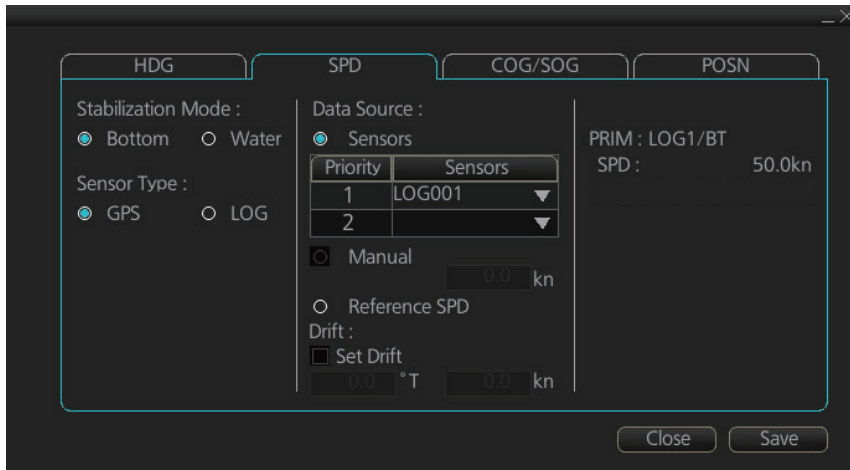 HDG SPD COG/SOG POSN
Stabilization Mode :
Bottom Water
Sensor Type :
GPS LOG
Data Source :
Sensors
Priority Sensors
1 LOG001
2
Manual
0.0 kn
Reference SPD
Drift :
Set Drift
0.0 °T 0.0 kn
PRIM : LOG1/BT
SPD : 50.0kn
Close Save